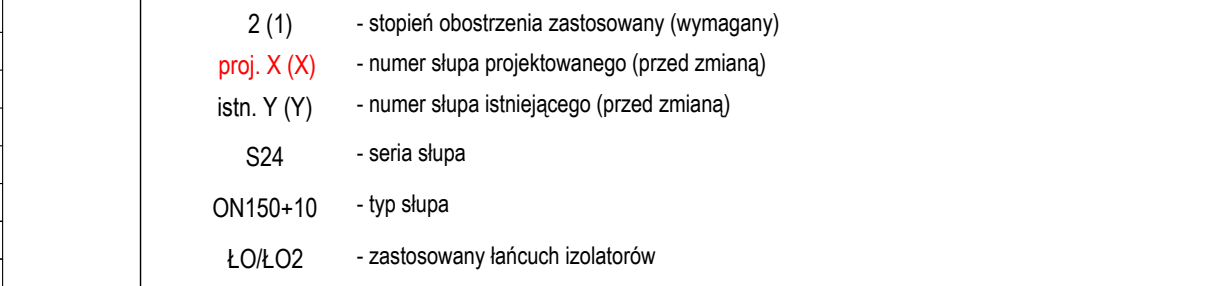 2 (1) - stopień obostrzenia zastosowany (wymagany)
proj. X (X) - numer słupa projektowanego (przed zmianą)
istn. Y (Y) - numer słupa istniejącego (przed zmianą)
S24 - seria słupa
ON150+10 - typ słupa
ŁO/ŁO2 - zastosowany łańcuch izolatorów